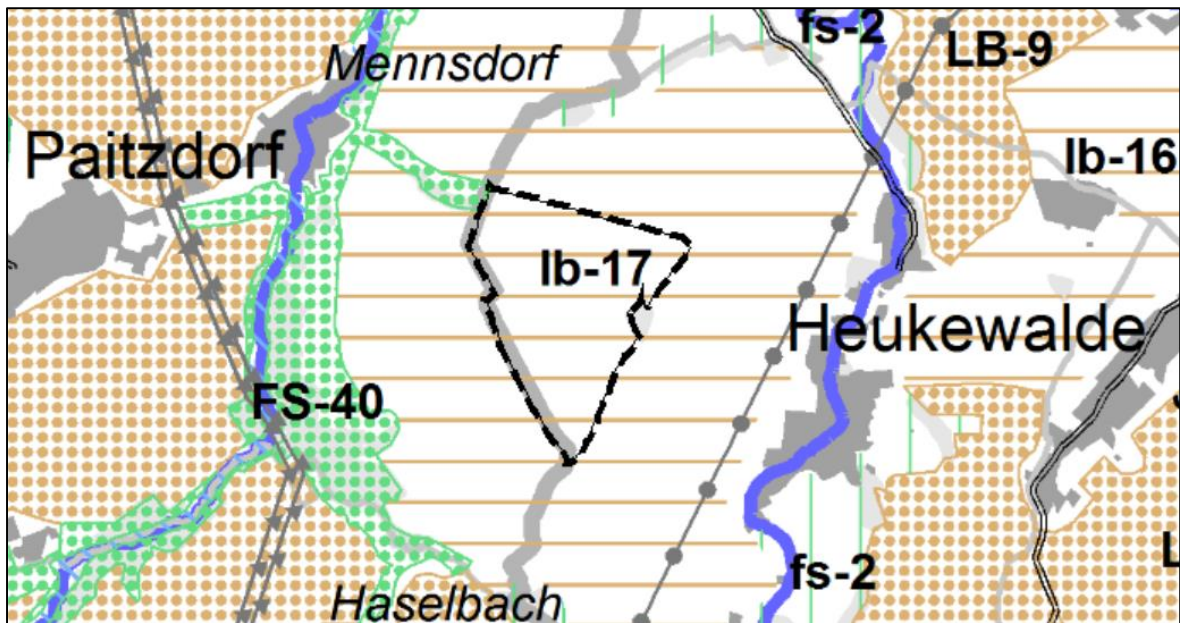 fs-2
LB-9
Mennsdorf
Paitzdorf
lb-16
lb-17
Heukewalde
FS-40
fs-2
Haselbach